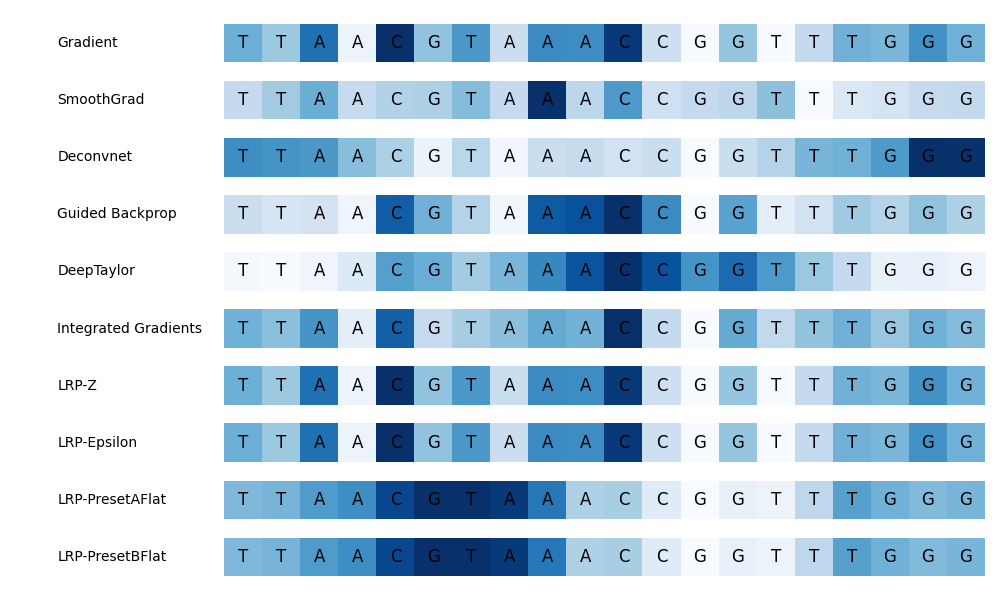 Gradient T T A A C G T A A A C C G G T T T G G G
SmoothGrad T T A A C G T A A A C C G G T T T G G G
Deconvnet T T A A C G T A A A C C G G T T T G G G
Guided Backprop T T A A C G T A A A C C G G T T T G G G
DeepTaylor T T A A C G T A A A C C G G T T T G G G
Integrated Gradients T T A A C G T A A A C C G G T T T G G G
LRP-Z T T A A C G T A A A C C G G T T T G G G
LRP-Epsilon T T A A C G T A A A C C G G T T T G G G
LRP-PresetAFlat T T A A C G T A A A C C G G T T T G G G
LRP-PresetBFlat T T A A C G T A A A C C G G T T T G G G